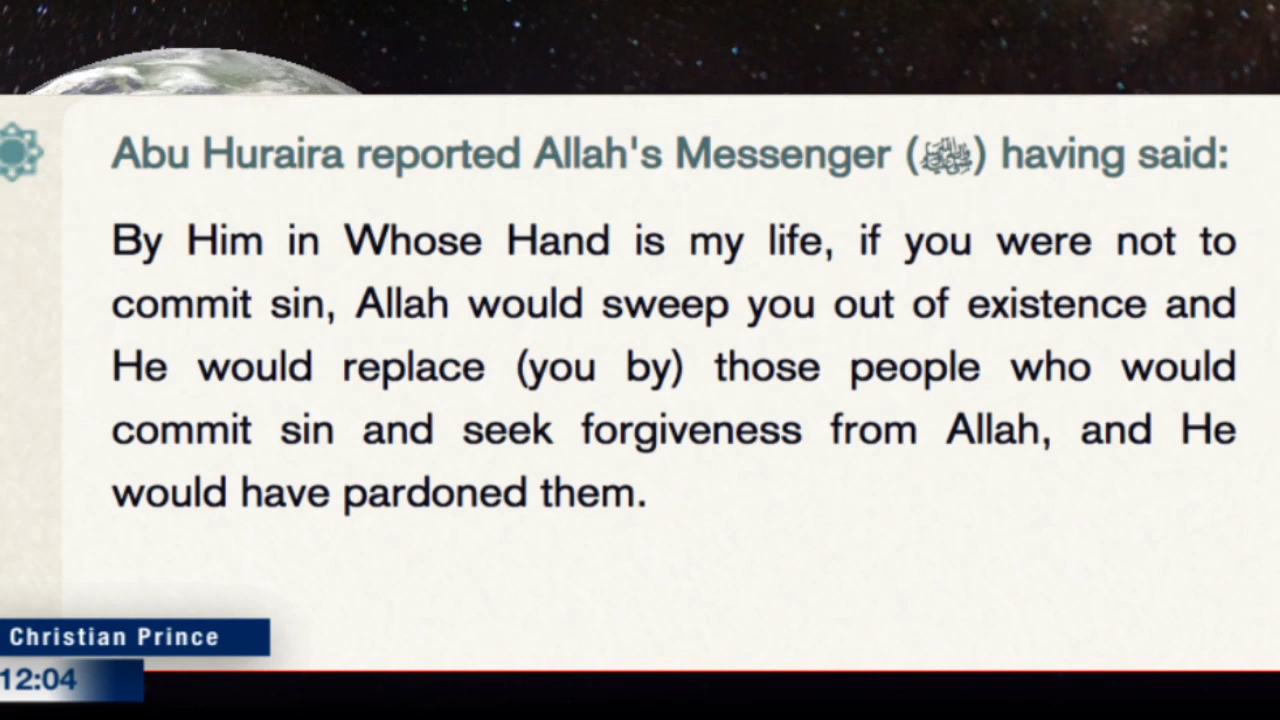 Abu Huraira reported Allah's Messenger (ﷺ) having said:
By Him in Whose Hand is my life, if you were not to
commit sin, Allah would sweep you out of existence and
He would replace (you by) those people who would
commit sin and seek forgiveness from Allah, and He
would have pardoned them.
Christian Prince
12:04